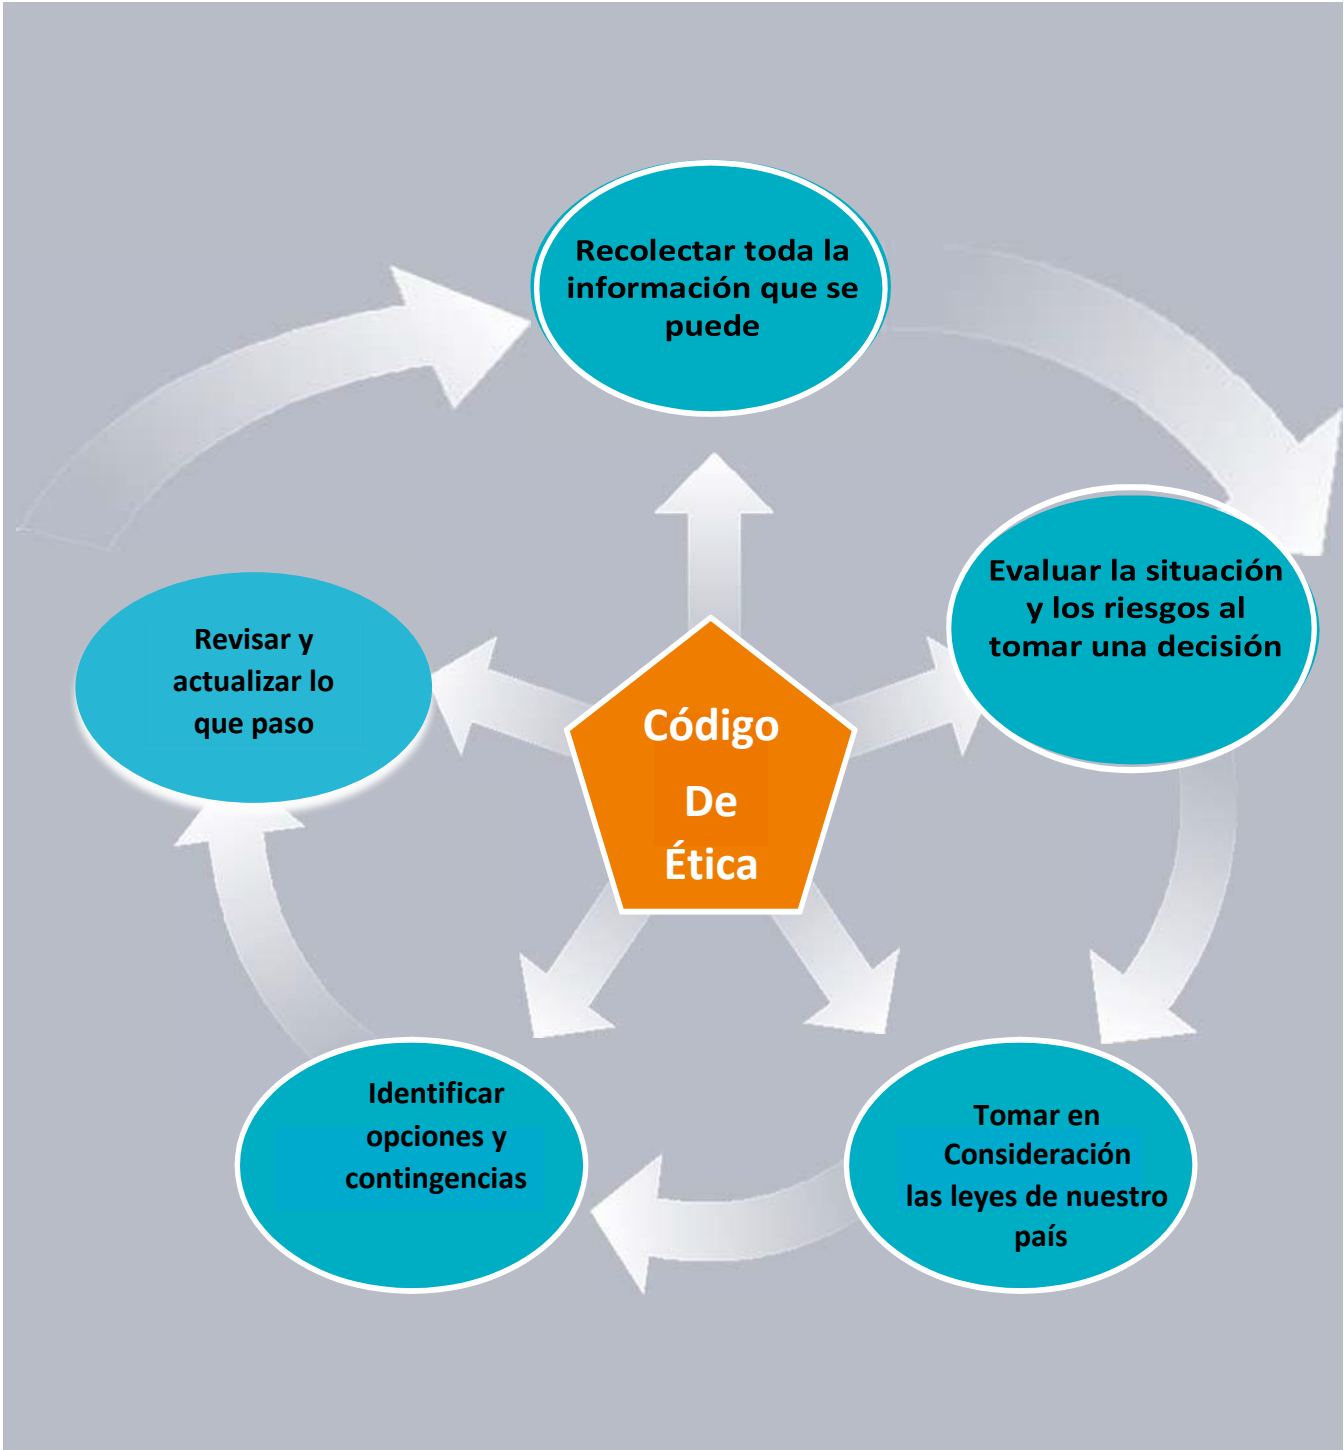 Recolectar toda la
información que se
puede
Evaluar la situación
y los riesgos al
tomar una decisión
Revisar y
actualizar lo
que paso
Código
De
Ética
Identificar
opciones y
contingencias
Tomar en
Consideración
las leyes de nuestro
país